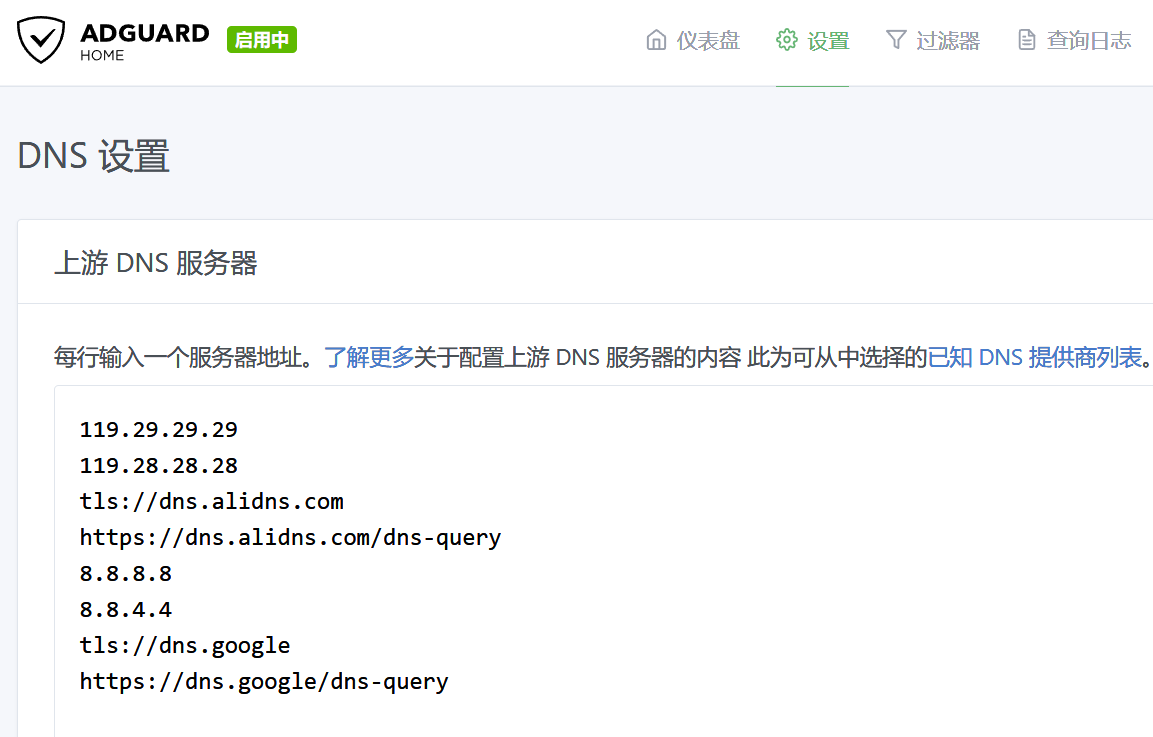 ADGUARD
HOME
启用中
仪表盘
设置
过滤器
查询日志
DNS 设置
上游 DNS 服务器
每行输入一个服务器地址。了解更多关于配置上游 DNS 服务器的内容 此为可从中选择的已知 DNS 提供商列表。
119.29.29.29
119.28.28.28
tls://dns.alidns.com
https://dns.alidns.com/dns-query
8.8.8.8
8.8.4.4
tls://dns.google
https://dns.google/dns-query